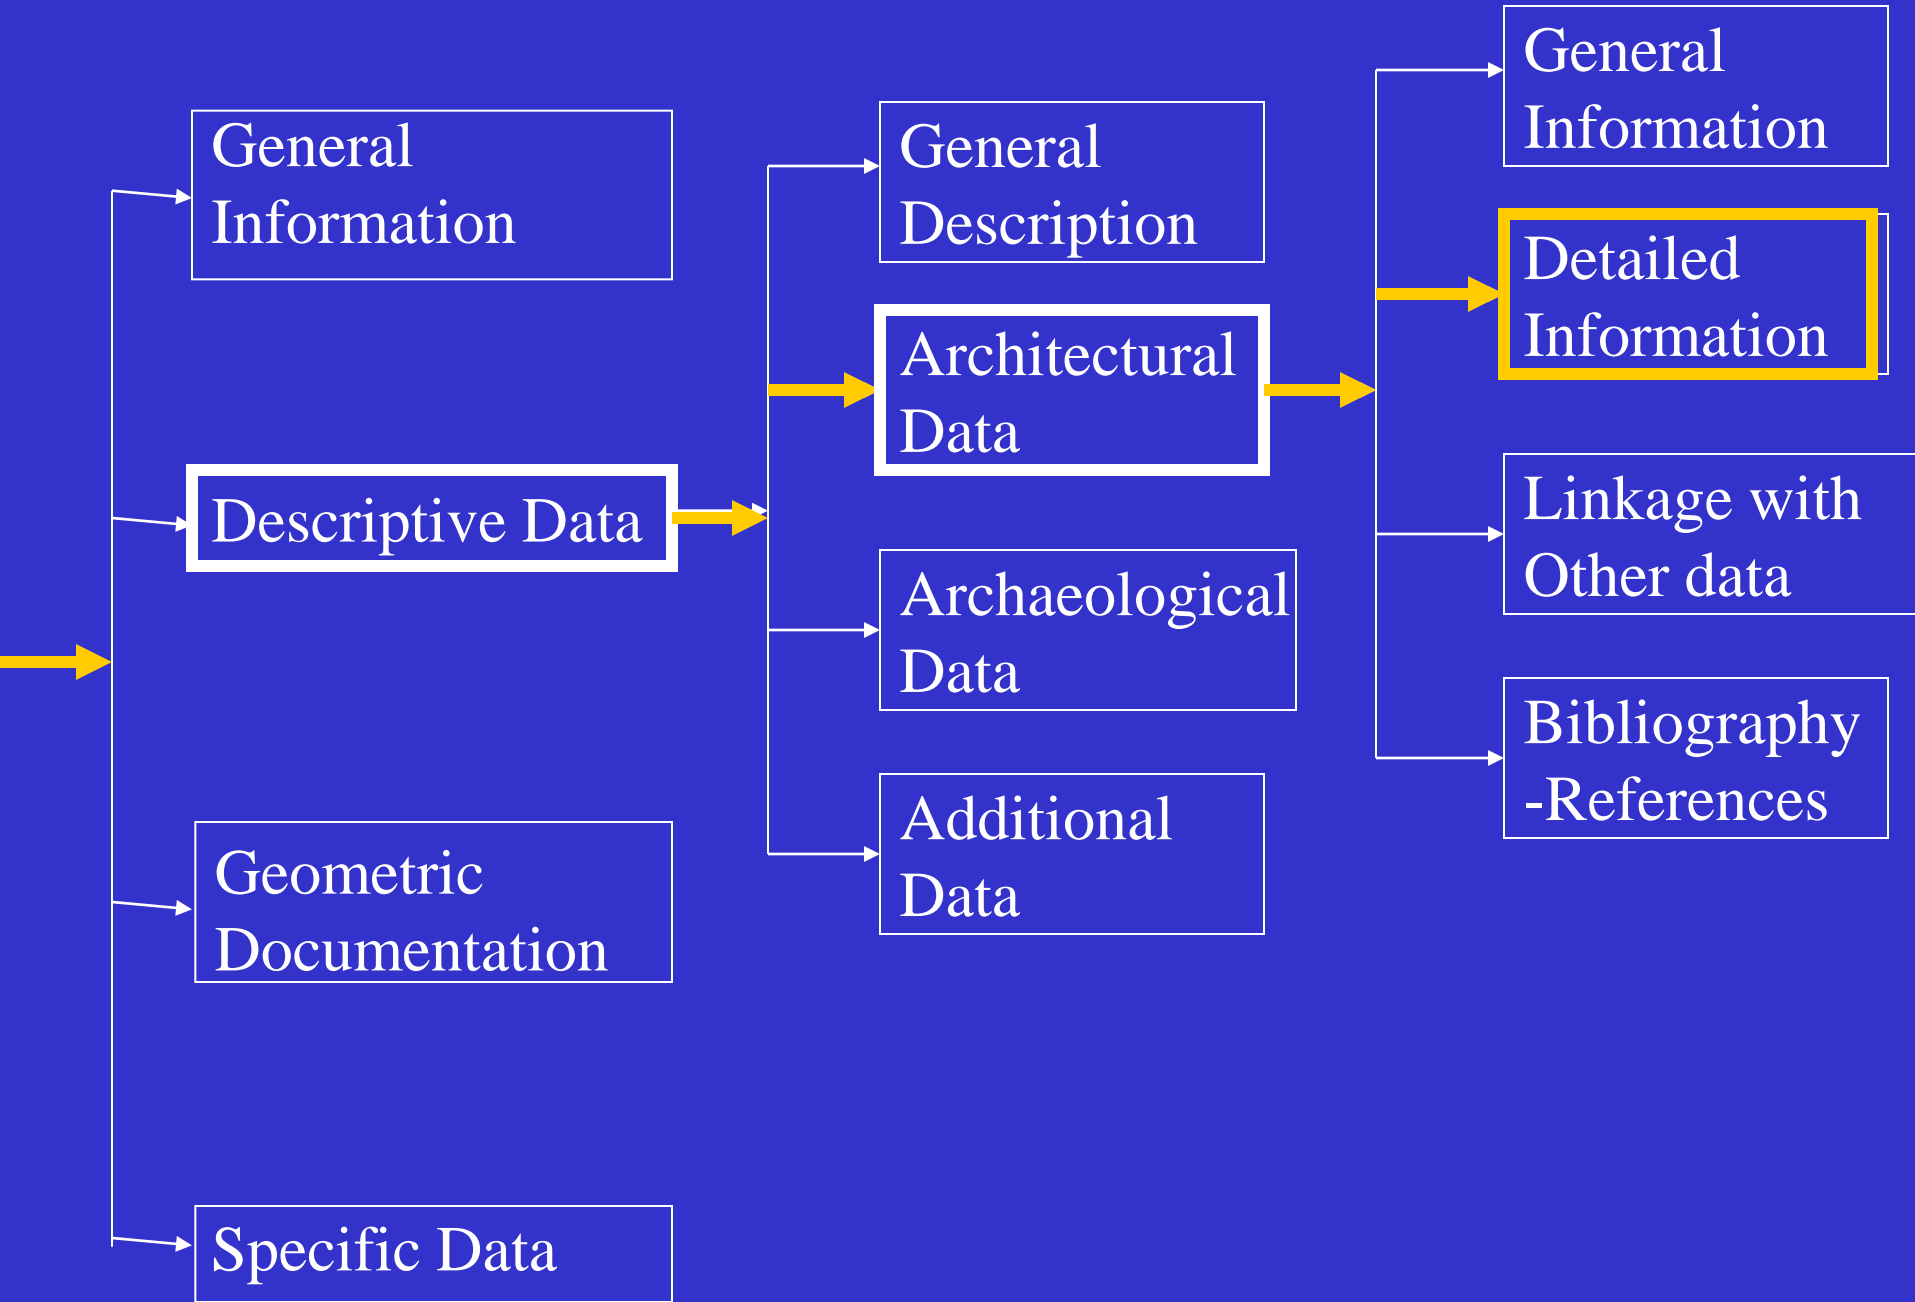 General
Information
Descriptive Data
Geometric
Documentation
Specific Data
General
Description
Architectural
Data
Archaeological
Data
Additional
Data
General
Information
Detailed
Information
Linkage with
Other data
Bibliography
-References